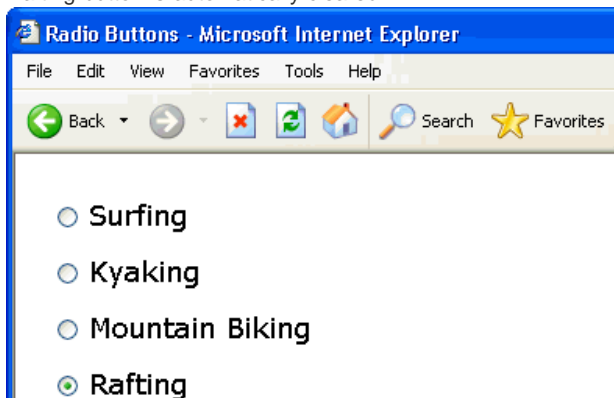 Radio Buttons - Microsoft Internet Explorer
File Edit View Favorites Tools Help
Back Search Favorites
Surfing
Kyaking
Mountain Biking
Rafting